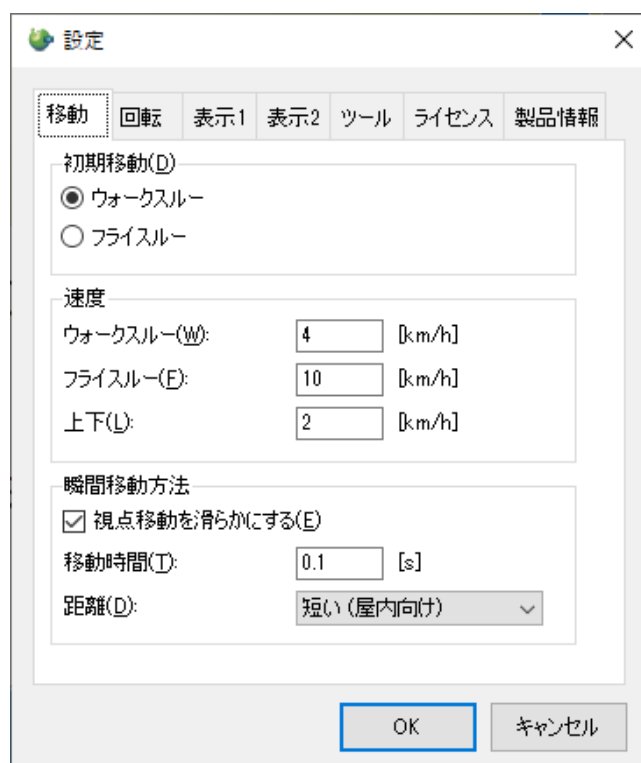 設定
移動 回転 表示1 表示2 ツール ライセンス 製品情報
初期移動(D)
ウォークスルー
フライスルー
速度
ウォークスルー(W): 4 [km/h]
フライスルー(F): 10 [km/h]
上下(L): 2 [km/h]
瞬間移動方法
視点移動を滑らかにする(E)
移動時間(T): 0.1 [s]
距離(D): 短い (屋内向け)
OK キャンセル